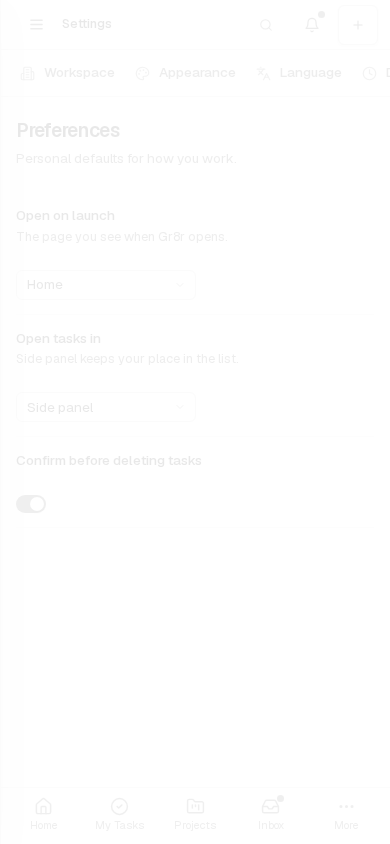 Settings
Workspace Appearance Language
Preferences
Personal defaults for how you work.
Open on launch
The page you see when Gr8r opens.
Home
Open tasks in
Side panel keeps your place in the list.
Side panel
Confirm before deleting tasks
Home My Tasks Projects Inbox More